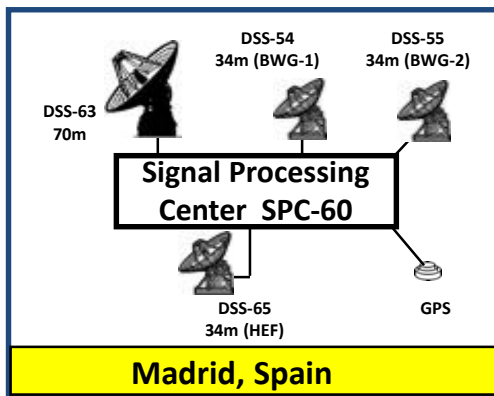 DSS-54
34m (BWG-1)
DSS-55
34m (BWG-2)
DSS-63
70m
Signal Processing
Center SPC-60
DSS-65
34m (HEF)
GPS
Madrid, Spain